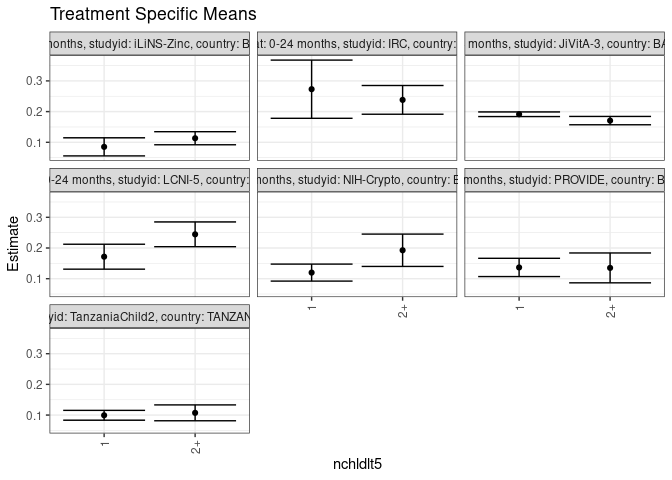 Treatment Specific Means
months, studyid: iLiNS-Zinc, country: B
at: 0-24 months, studyid: IRC, country:
months, studyid: JiVitA-3, country: BA
0.3
0.2
0.1
0-24 months, studyid: LCNI-5, country:
months, studyid: NIH-Crypto, country: B
months, studyid: PROVIDE, country: B
0.3
0.2
0.1
1
2+
1
2+
yid: TanzaniaChild2, country: TANZAN
0.3
0.2
0.1
1
2+
Estimate
nchldlt5